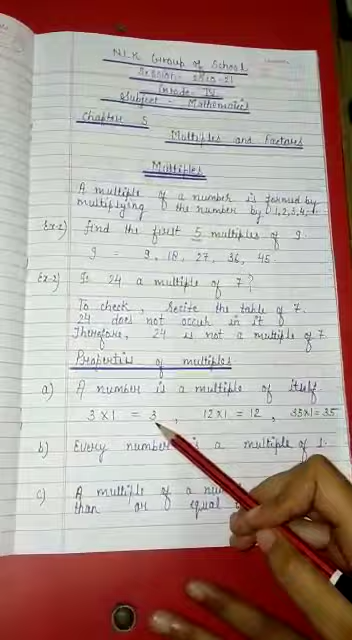 N.L.K Group of School
Session:- 2020-21
Grade:- IV
Subject - Mathematics
Chapter 5
Multiples and Factors
Multiples
A multiple of a number is formed by
multiplying of the number by 1,2,3,4,
Ex-1) find the first 5 multiples of 9.
9 = 9, 18, 27, 36, 45
Ex-2) Is 24 a multiple of 7?
To check, Recite the table of 7.
24 does not occur in it
Therefore, 24 is not a multiple of 7
Properties of multiples
a) A number is a multiple of itself
3 x 1 = 3, 12x1 = 12, 35x1 = 35
b) Every number is a multiple of 1.
c) A multiple of a
than or equal